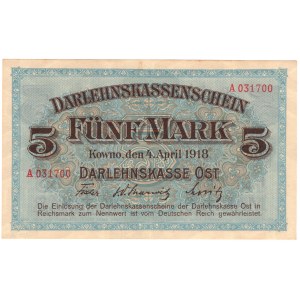 DARLEHNSKASSENSCHEIN
A 031700
5 FÜNF MARK 5
Kowno, den 4. April 1918
A 031700 DARLEHNSKASSE OST
Die Einlösung der Darlehnskassenscheine der Darlehnskasse Ost in
Reichsmark zum Nennwert ist vom Deutschen Reich gewährleistet.